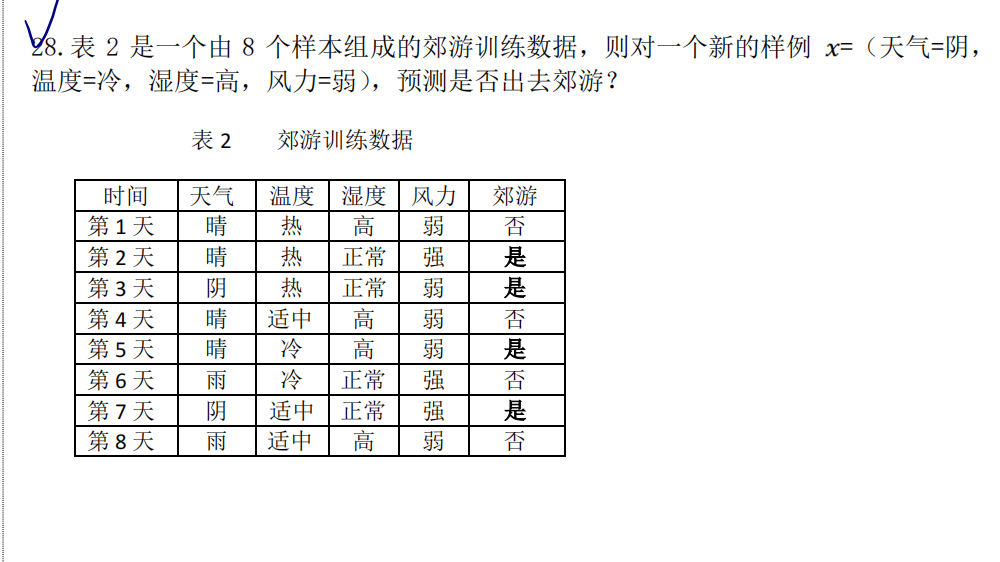 28.表 2 是一个由 8 个样本组成的郊游训练数据，则对一个新的样例 x=（天气=阴，
温度=冷，湿度=高，风力=弱），预测是否出去郊游？
表 2 郊游训练数据
时间 天气 温度 湿度 风力 郊游
第 1 天 晴 热 高 弱 否
第 2 天 晴 热 正常 强 是
第 3 天 阴 热 正常 弱 是
第 4 天 晴 适中 高 弱 否
第 5 天 晴 冷 高 弱 是
第 6 天 雨 冷 正常 强 否
第 7 天 阴 适中 正常 强 是
第 8 天 雨 适中 高 弱 否